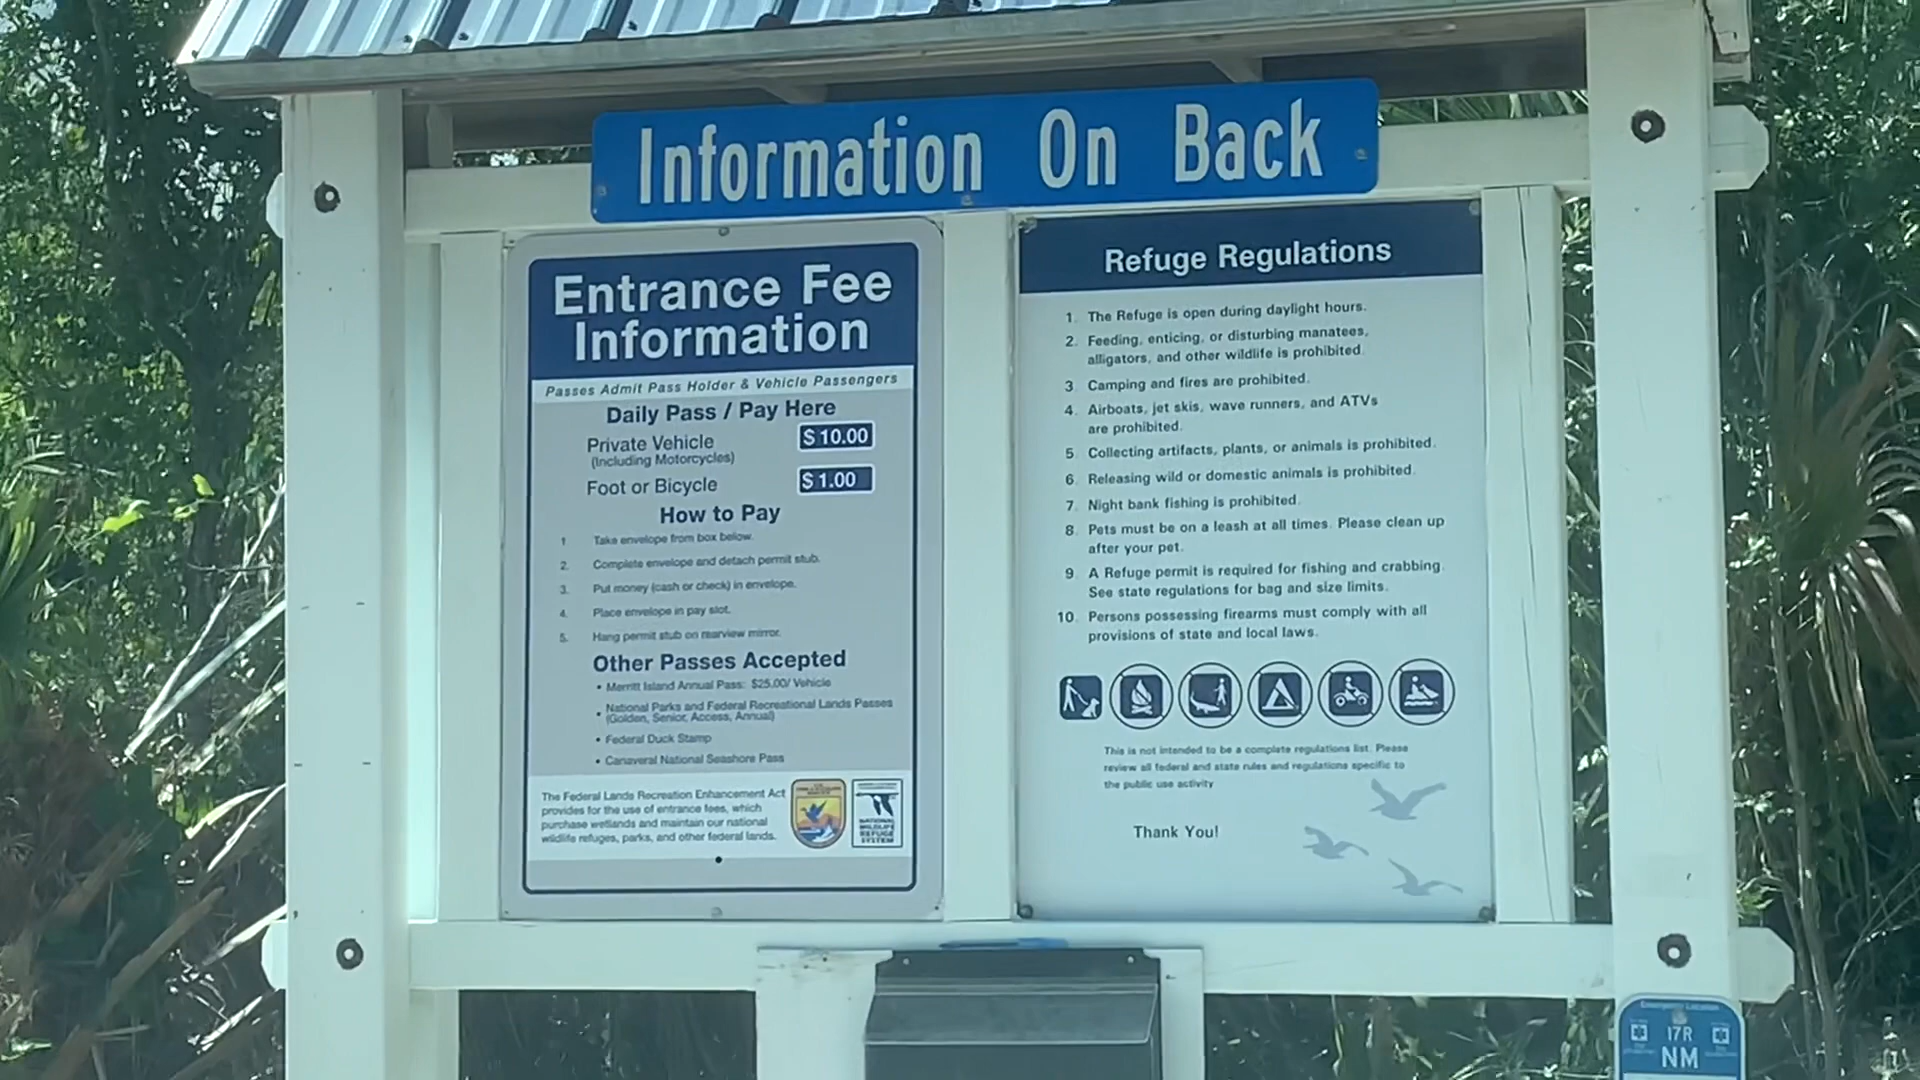 Information On Back
Entrance Fee
Information
Passes Admit Pass Holder & Vehicle Passengers
Daily Pass / Pay Here
Private Vehicle $ 10.00
(Including Motorcycles)
Foot or Bicycle $ 1.00
How to Pay
1 Take envelope from box below.
2. Complete envelope and detach permit stub.
3. Put money (cash or check) in envelope.
4. Place envelope in pay slot.
5. Hang permit stub on rearview mirror.
Other Passes Accepted
• Merritt Island Annual Pass: $25.00/ Vehicle
• National Parks and Federal Recreational Lands Passes
(Golden, Senior, Access, Annual)
• Federal Duck Stamp
• Canaveral National Seashore Pass
The Federal Lands Recreation Enhancement Act
provides for the use of entrance fees, which
purchase wetlands and maintain our national
wildlife refuges, parks, and other federal lands.
NATIONAL
WILDLIFE
REFUGE
SYSTEM
Refuge Regulations
1. The Refuge is open during daylight hours.
2. Feeding, enticing, or disturbing manatees,
alligators, and other wildlife is prohibited.
3 Camping and fires are prohibited.
4. Airboats, jet skis, wave runners, and ATVs
are prohibited.
5. Collecting artifacts, plants, or animals is prohibited.
6. Releasing wild or domestic animals is prohibited.
7. Night bank fishing is prohibited.
8. Pets must be on a leash at all times. Please clean up
after your pet.
9. A Refuge permit is required for fishing and crabbing.
See state regulations for bag and size limits.
10. Persons possessing firearms must comply with all
provisions of state and local laws.
This is not intended to be a complete regulations list. Please
review all federal and state rules and regulations specific to
the public use activity
Thank You!
Emergency Location
17R
NM